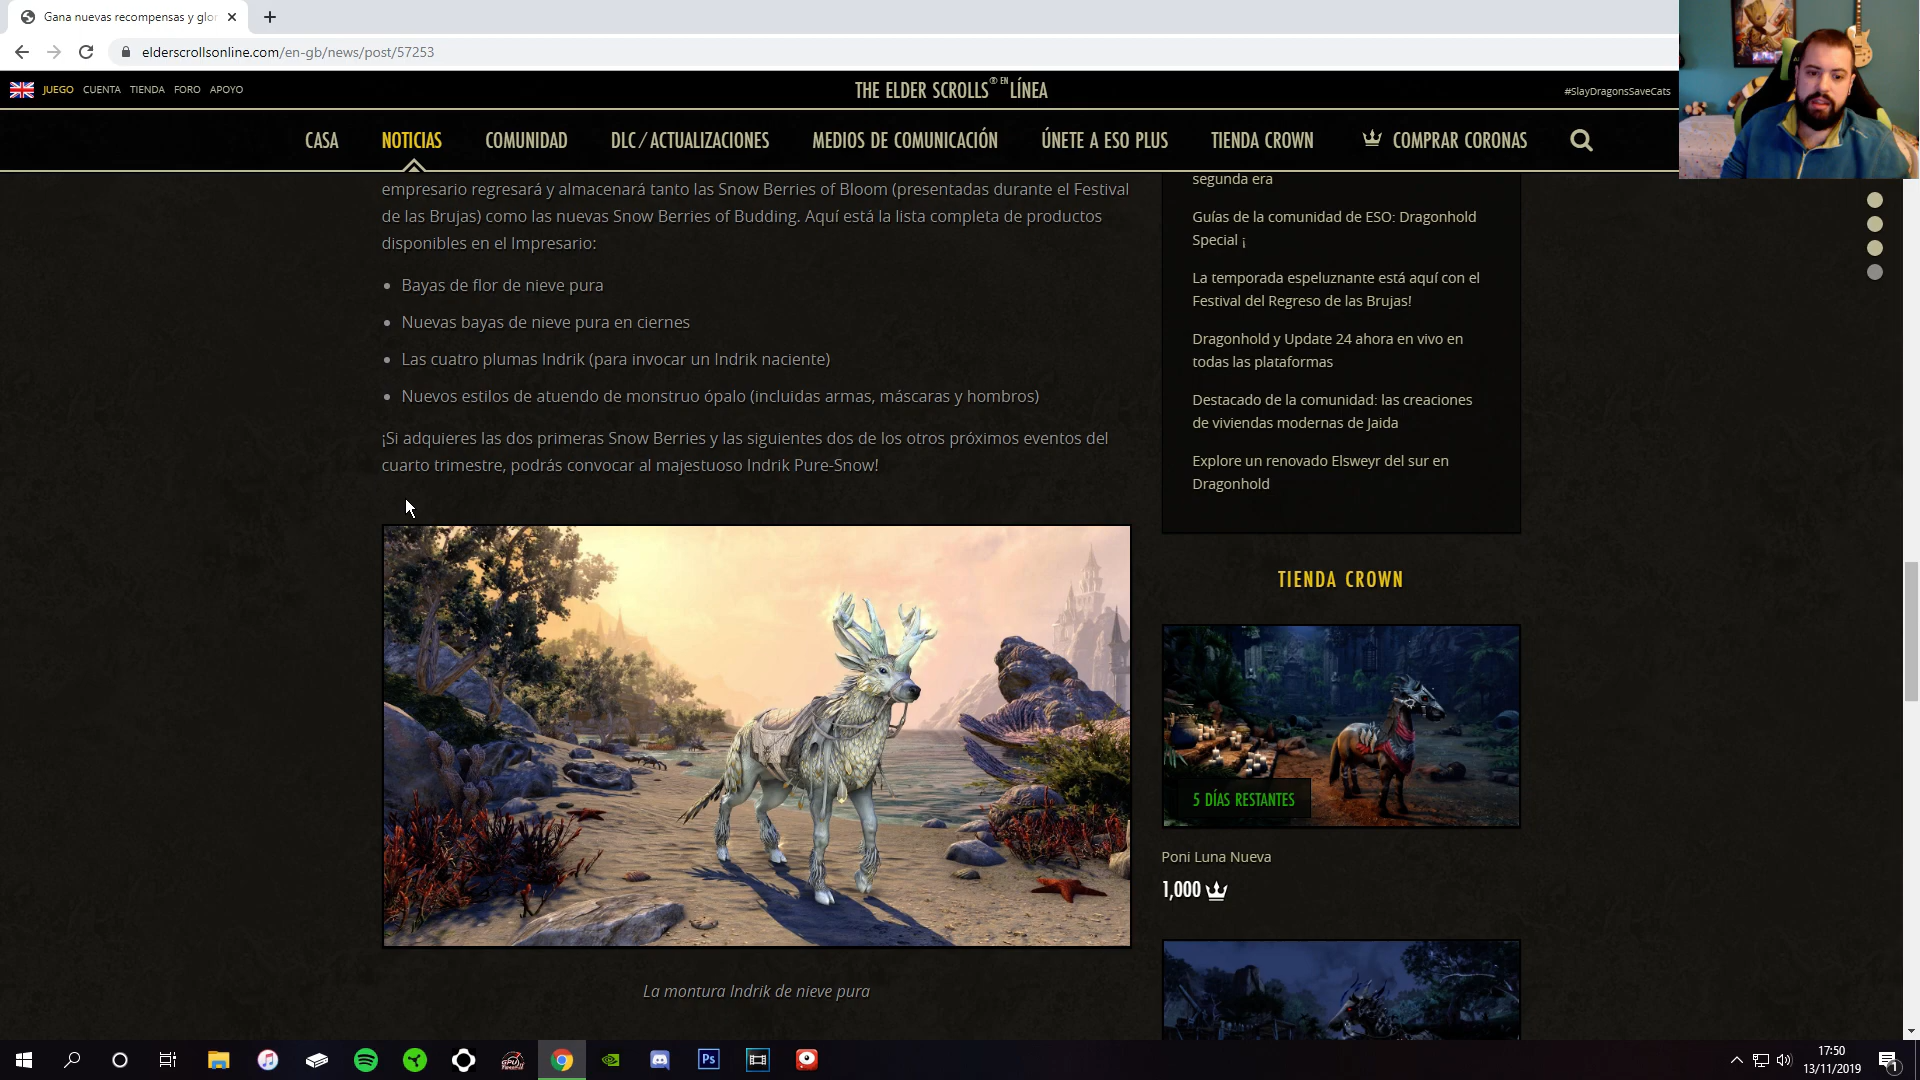 Gana nuevas recompensas y glor
elderscrollsonline.com/en-gb/news/post/57253
JUEGO CUENTA TIENDA FORO APOYO
THE ELDER SCROLLS® EN LÍNEA
#SlayDragonsSaveCats
CASA NOTICIAS COMUNIDAD DLC / ACTUALIZACIONES MEDIOS DE COMUNICACIÓN ÚNETE A ESO PLUS TIENDA CROWN COMPRAR CORONAS
empresario regresará y almacenará tanto las Snow Berries of Bloom (presentadas durante el Festival
de las Brujas) como las nuevas Snow Berries of Budding. Aquí está la lista completa de productos
disponibles en el Impresario:
• Bayas de flor de nieve pura
• Nuevas bayas de nieve pura en ciernes
• Las cuatro plumas Indrik (para invocar un Indrik naciente)
• Nuevos estilos de atuendo de monstruo ópalo (incluidas armas, máscaras y hombros)
¡Si adquieres las dos primeras Snow Berries y las siguientes dos de los otros próximos eventos del
cuarto trimestre, podrás convocar al majestuoso Indrik Pure-Snow!
La montura Indrik de nieve pura
segunda era
Guías de la comunidad de ESO: Dragonhold
Special ¡
La temporada espeluznante está aquí con el
Festival del Regreso de las Brujas!
Dragonhold y Update 24 ahora en vivo en
todas las plataformas
Destacado de la comunidad: las creaciones
de viviendas modernas de Jaida
Explore un renovado Elsweyr del sur en
Dragonhold
TIENDA CROWN
5 DÍAS RESTANTES
Poni Luna Nueva
1,000
Ps
17:50
13/11/2019
1